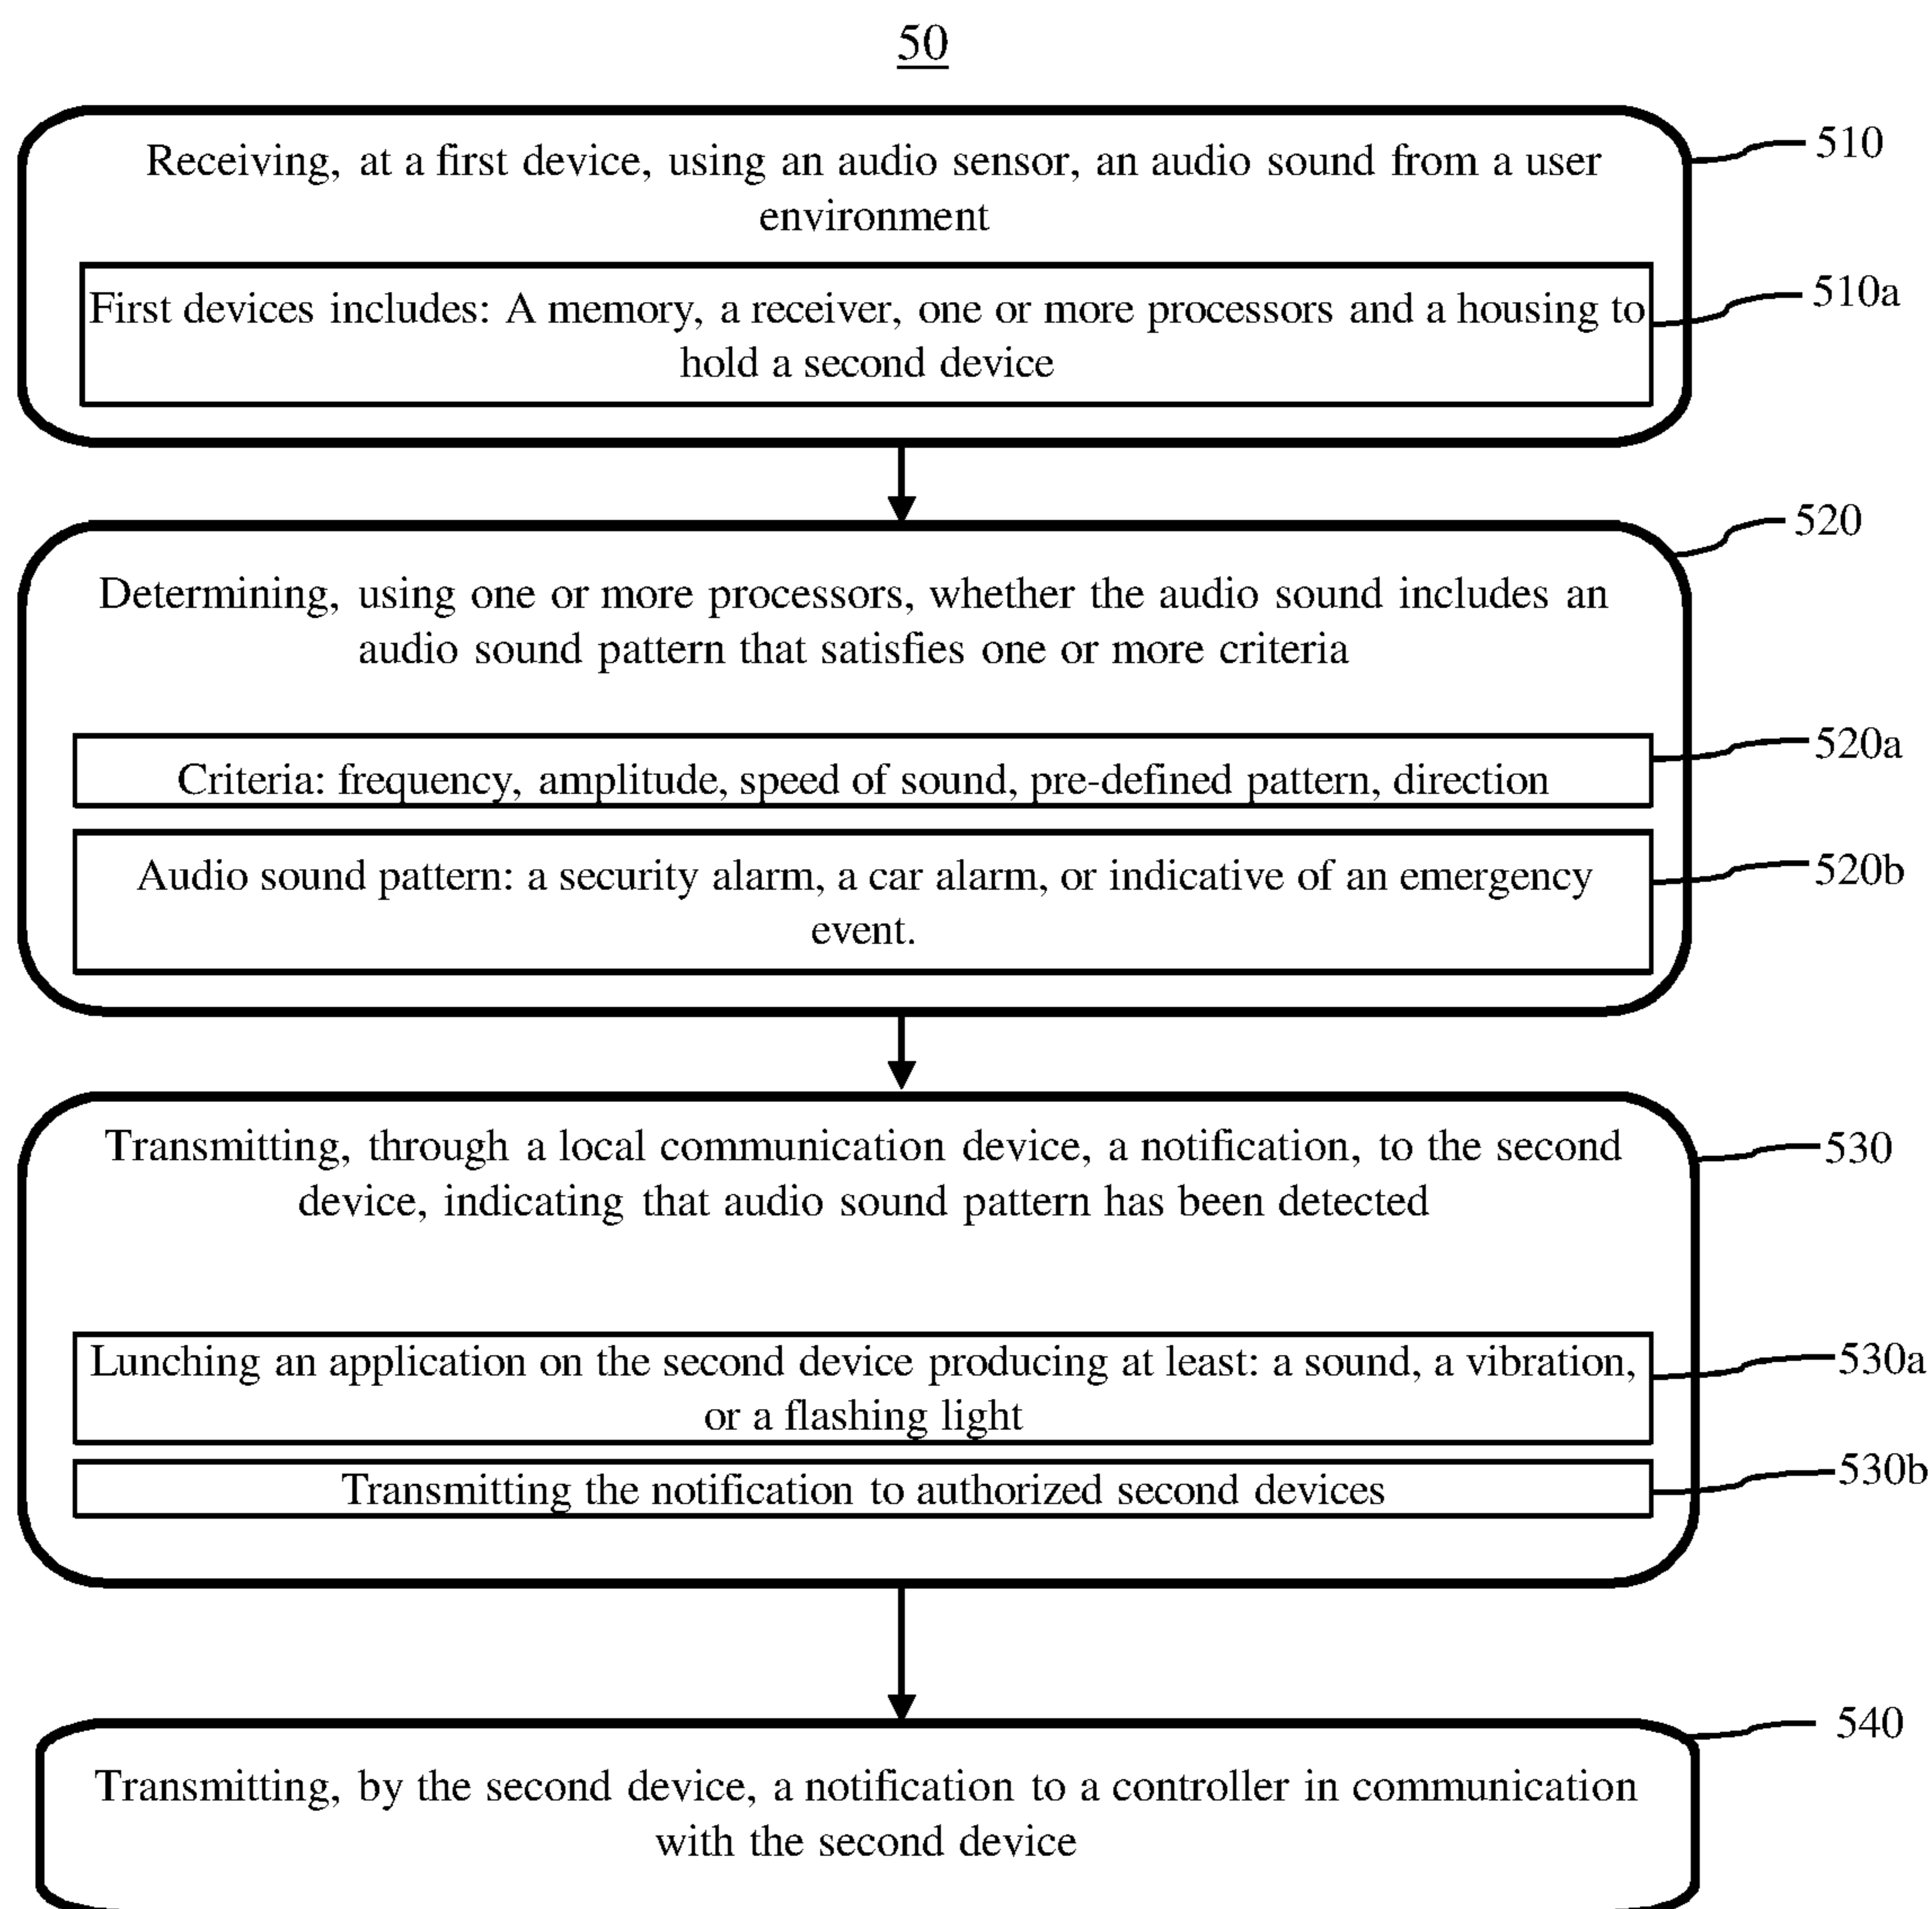 50
Receiving, at a first device, using an audio sensor, an audio sound from a user
environment
510
First devices includes: A memory, a receiver, one or more processors and a housing to
hold a second device
510a
Determining, using one or more processors, whether the audio sound includes an
audio sound pattern that satisfies one or more criteria
520
Criteria: frequency, amplitude, speed of sound, pre-defined pattern, direction
520a
Audio sound pattern: a security alarm, a car alarm, or indicative of an emergency
event.
520b
Transmitting, through a local communication device, a notification, to the second
device, indicating that audio sound pattern has been detected
530
Lunching an application on the second device producing at least: a sound, a vibration,
or a flashing light
530a
Transmitting the notification to authorized second devices
530b
Transmitting, by the second device, a notification to a controller in communication
with the second device
540